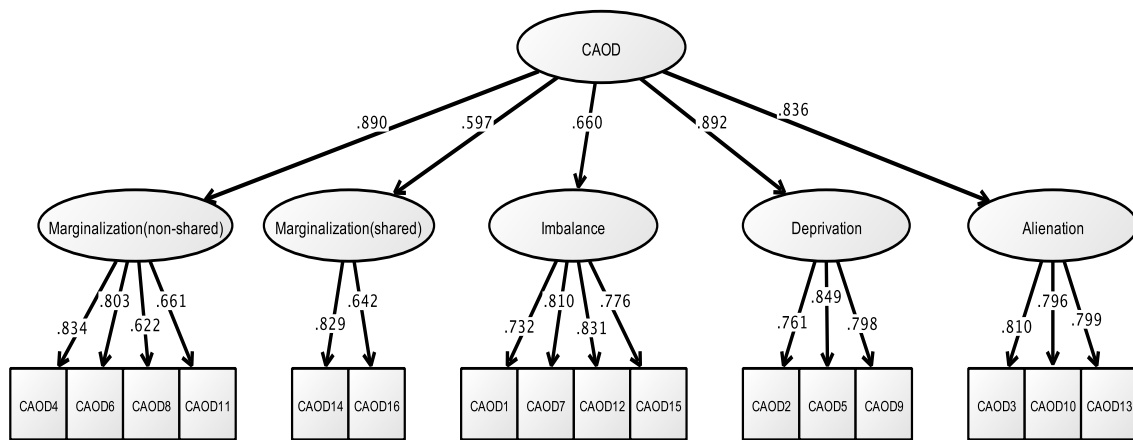 CAOD
.890
.597
.660
.892
.836
Marginalization(non-shared)
Marginalization(shared)
Imbalance
Deprivation
Alienation
.834
.803
.622
.661
.829
.642
.732
.810
.831
.776
.761
.849
.798
.810
.796
.799
CAOD4
CAOD6
CAOD8
CAOD11
CAOD14
CAOD16
CAOD1
CAOD7
CAOD12
CAOD15
CAOD2
CAOD5
CAOD9
CAOD3
CAOD10
CAOD13